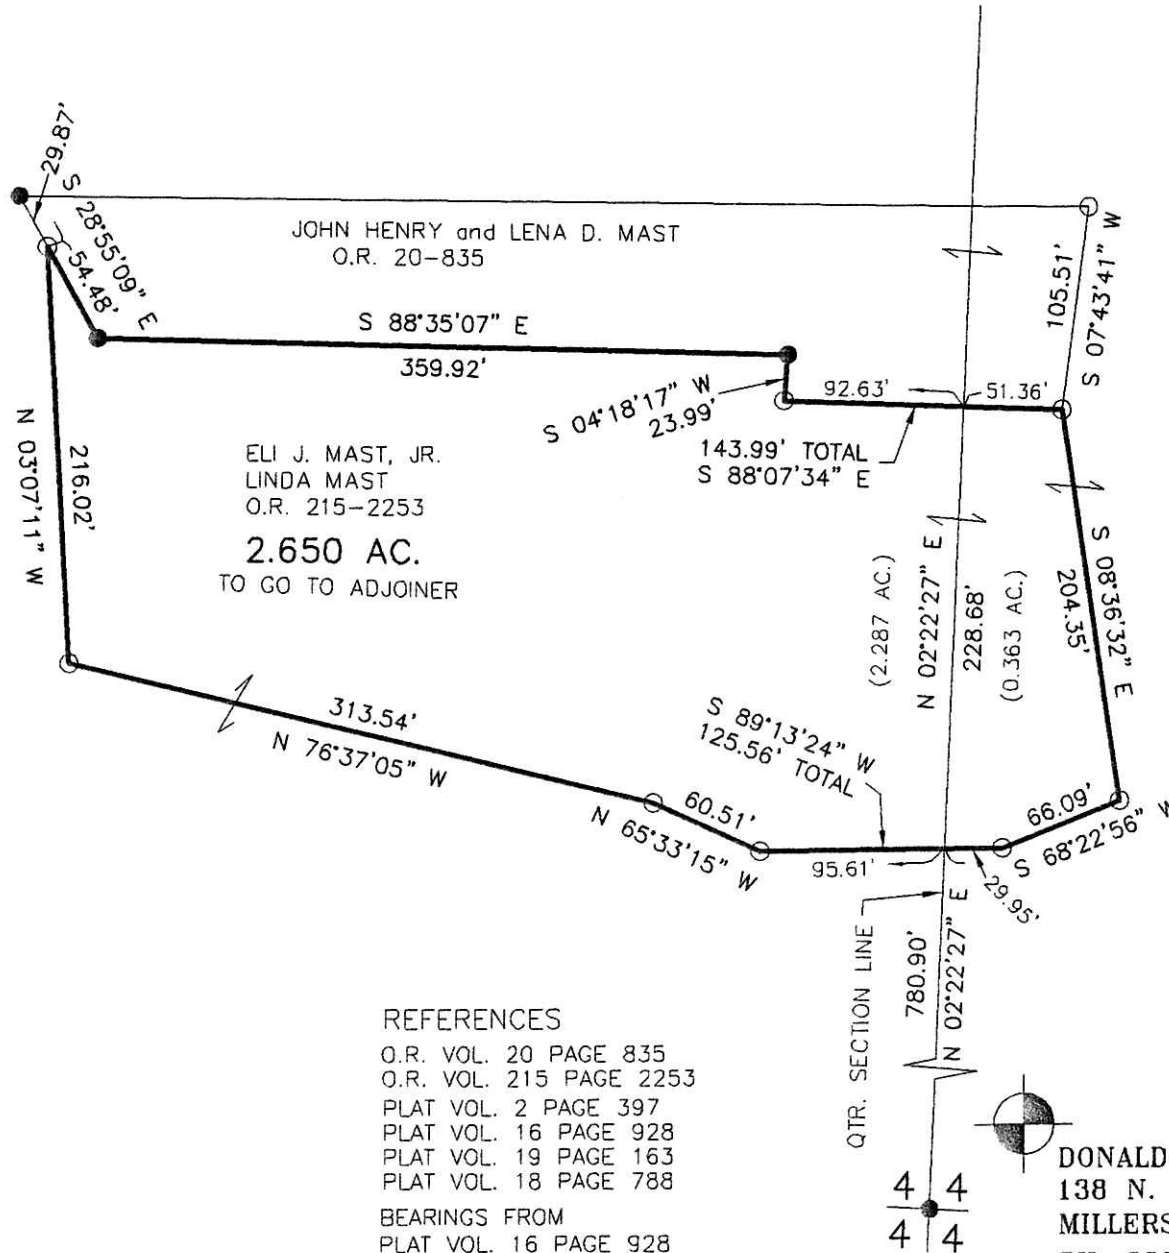 29.87'
S 28°55'09" E
54.48'
JOHN HENRY and LENA D. MAST
O.R. 20-835
105.51'
S 07°43'41" W
S 88°35'07" E
359.92'
S 04°18'17" W
23.99'
92.63'
51.36'
143.99' TOTAL
S 88°07'34" E
N 03°07'11" W
216.02'
ELI J. MAST, JR.
LINDA MAST
O.R. 215-2253
2.650 AC.
TO GO TO ADJOINER
(2.287 AC.)
N 02°22'27" E
228.68'
(0.363 AC.)
S 08°36'32" E
204.35'
313.54'
N 76°37'05" W
S 89°13'24" W
125.56' TOTAL
60.51'
N 65°33'15" W
95.61'
66.09'
S 68°22'56" W
29.95'
QTR. SECTION LINE
780.90'
N 02°22'27" E
REFERENCES
O.R. VOL. 20 PAGE 835
O.R. VOL. 215 PAGE 2253
PLAT VOL. 2 PAGE 397
PLAT VOL. 16 PAGE 928
PLAT VOL. 19 PAGE 163
PLAT VOL. 18 PAGE 788
BEARINGS FROM
PLAT VOL. 16 PAGE 928
4 4
4 4
DONALD
138 N.
MILLERS